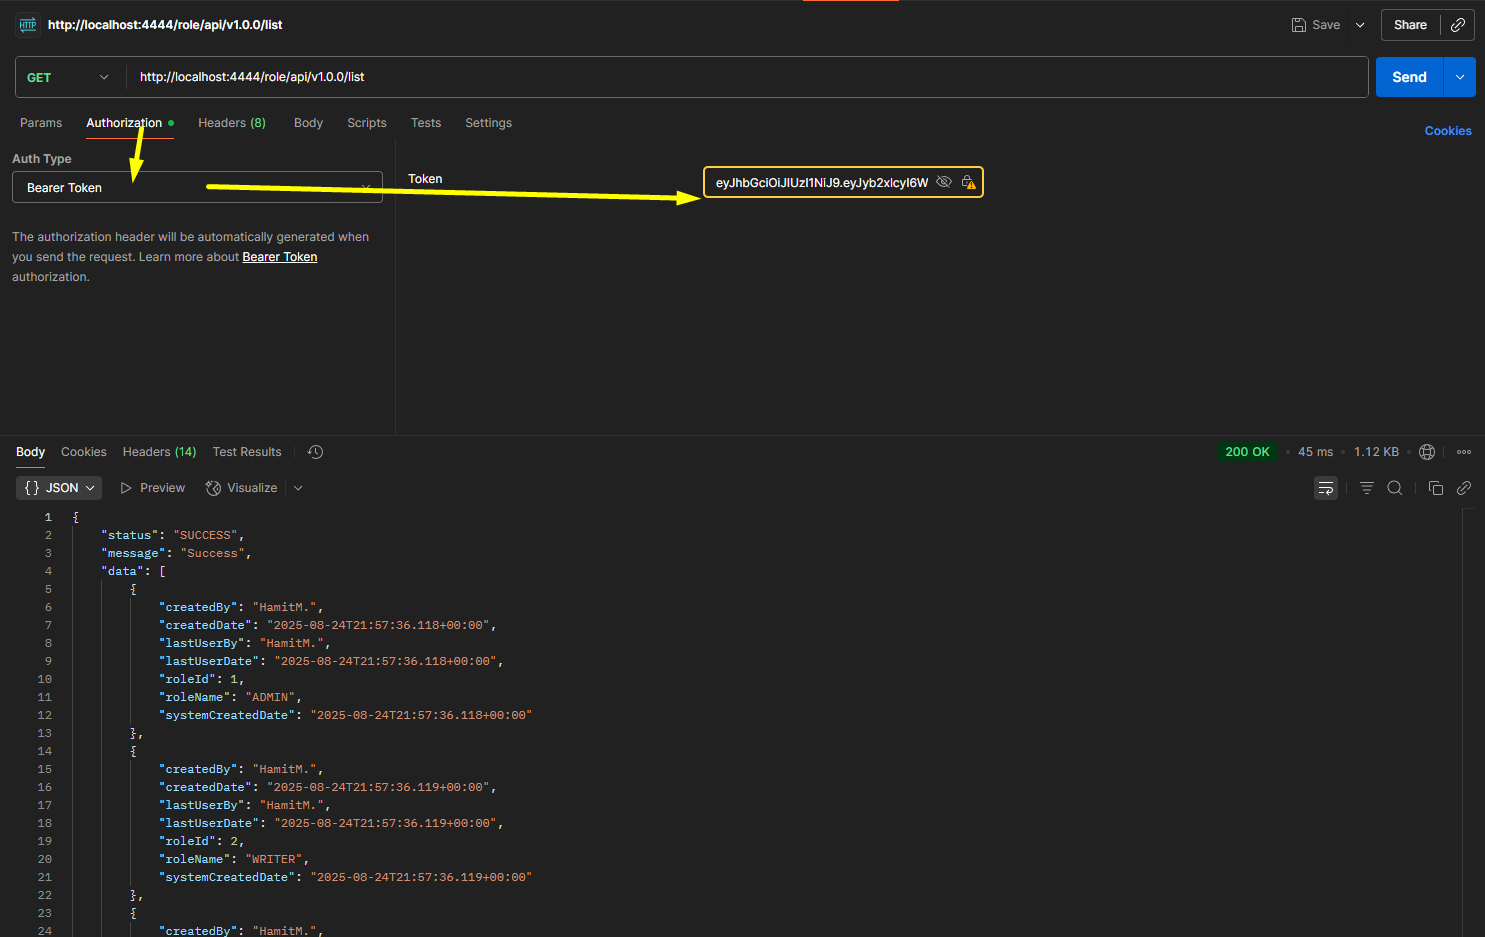 HTTP http://localhost:4444/role/api/v1.0.0/list Save Share
GET http://localhost:4444/role/api/v1.0.0/list Send
Params Authorization Headers (8) Body Scripts Tests Settings Cookies
Auth Type
Bearer Token
Token eyJhbGciOiJIUzI1NiJ9.eyJyb2xlcyI6W
The authorization header will be automatically generated when
you send the request. Learn more about Bearer Token
authorization.
Body Cookies Headers (14) Test Results 200 OK 45 ms 1.12 KB
{} JSON Preview Visualize
1 {
2 "status": "SUCCESS",
3 "message": "Success",
4 "data": [
5 {
6 "createdBy": "HamitM.",
7 "createdDate": "2025-08-24T21:57:36.118+00:00",
8 "lastUserBy": "HamitM.",
9 "lastUserDate": "2025-08-24T21:57:36.118+00:00",
10 "roleId": 1,
11 "roleName": "ADMIN",
12 "systemCreatedDate": "2025-08-24T21:57:36.118+00:00"
13 },
14 {
15 "createdBy": "HamitM.",
16 "createdDate": "2025-08-24T21:57:36.119+00:00",
17 "lastUserBy": "HamitM.",
18 "lastUserDate": "2025-08-24T21:57:36.119+00:00",
19 "roleId": 2,
20 "roleName": "WRITER",
21 "systemCreatedDate": "2025-08-24T21:57:36.119+00:00"
22 },
23 {
24 "createdBy": "HamitM.",